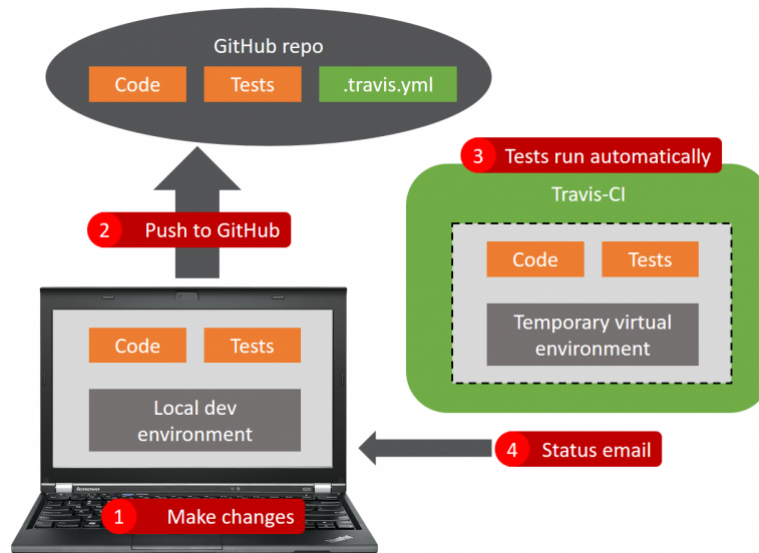 GitHub repo
Code
Tests
.travis.yml
3 Tests run automatically
Travis-CI
2 Push to GitHub
Code
Tests
Temporary virtual
environment
Code
Tests
Local dev
environment
4 Status email
lenovo
1 Make changes